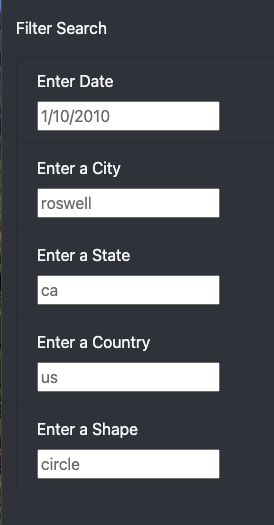 Filter Search
Enter Date
1/10/2010
Enter a City
roswell
Enter a State
ca
Enter a Country
us
Enter a Shape
circle